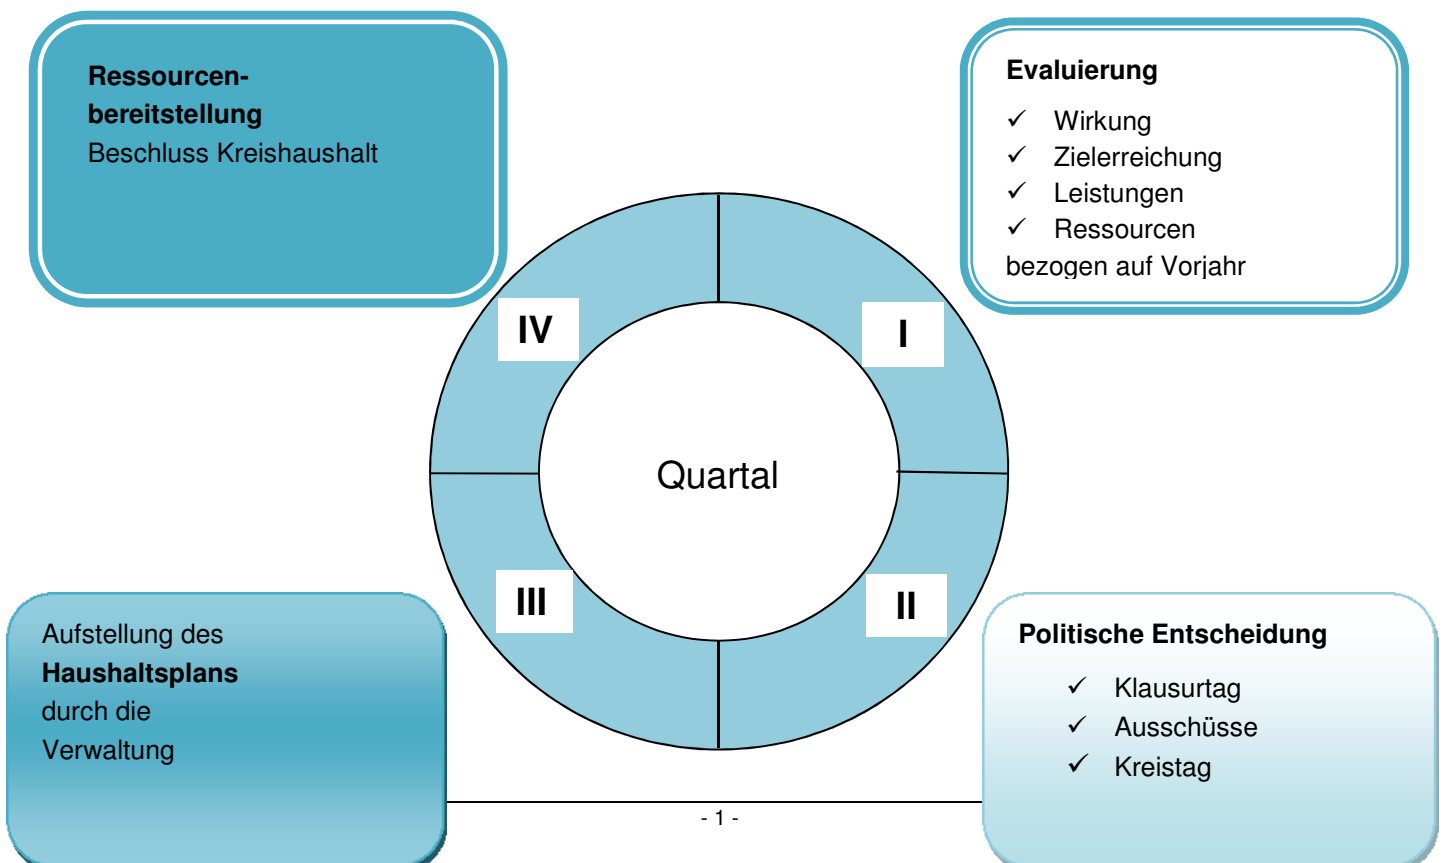 Ressourcen-
bereitstellung
Beschluss Kreishaushalt
Evaluierung
✓ Wirkung
✓ Zielerreichung
✓ Leistungen
✓ Ressourcen
bezogen auf Vorjahr
IV
I
Quartal
III
II
Aufstellung des
Haushaltsplans
durch die
Verwaltung
Politische Entscheidung
✓ Klausurtag
✓ Ausschüsse
✓ Kreistag
- 1 -